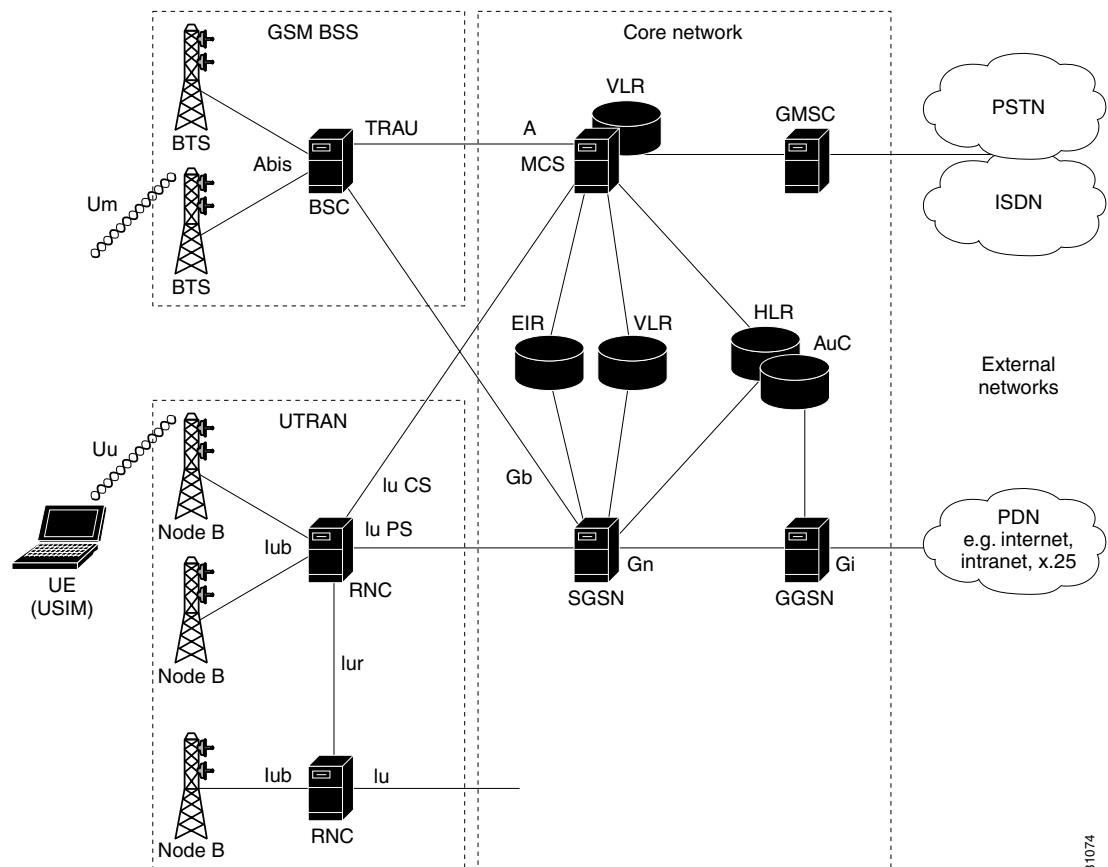 GSM BSS
Core network
VLR
GMSC
PSTN
TRAU
A
BTS
MCS
Abis
BSC
Um
ISDN
BTS
EIR
VLR
HLR
AuC
External
networks
UTRAN
Uu
Iu CS
Gb
Node B
Iu PS
PDN
e.g. internet,
intranet, x.25
Iub
Gn
Gi
UE
(USIM)
RNC
SGSN
GGSN
Node B
Iur
Iub
Iu
RNC
Node B